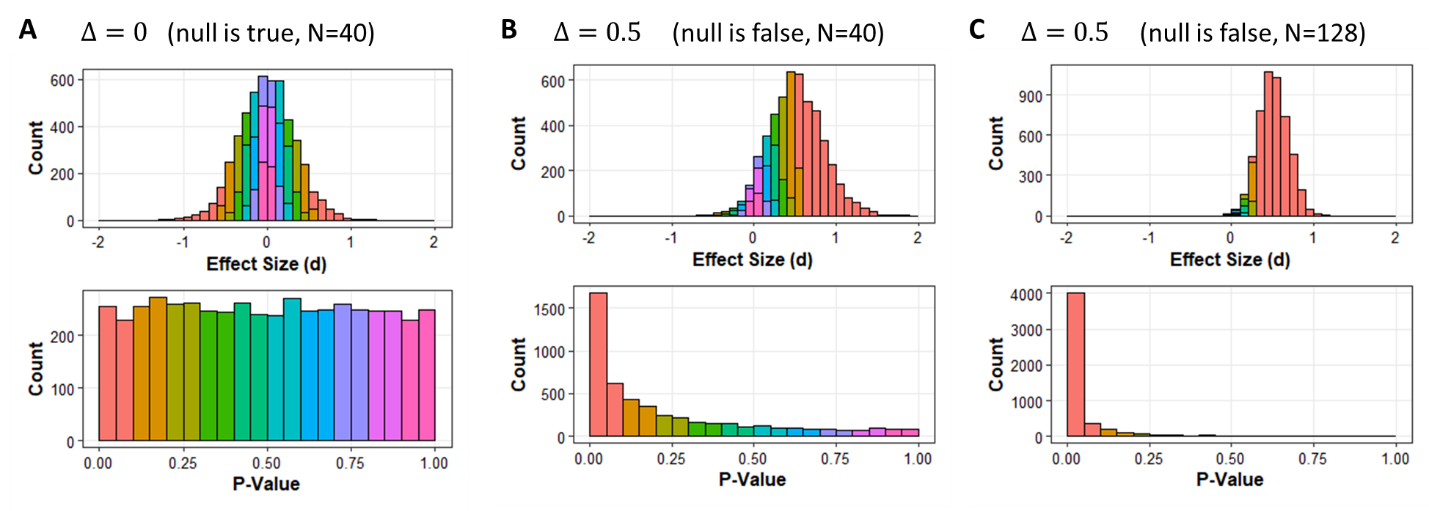 A Δ = 0 (null is true, N=40)
600
400
200
0
Count
-2 -1 0 1 2
Effect Size (d)
200
100
0
Count
0.00 0.25 0.50 0.75 1.00
P-Value
B Δ = 0.5 (null is false, N=40)
600
400
200
0
Count
-2 -1 0 1 2
Effect Size (d)
1500
1000
500
0
Count
0.00 0.25 0.50 0.75 1.00
P-Value
C Δ = 0.5 (null is false, N=128)
900
600
300
0
Count
-2 -1 0 1 2
Effect Size (d)
4000
3000
2000
1000
0
Count
0.00 0.25 0.50 0.75 1.00
P-Value